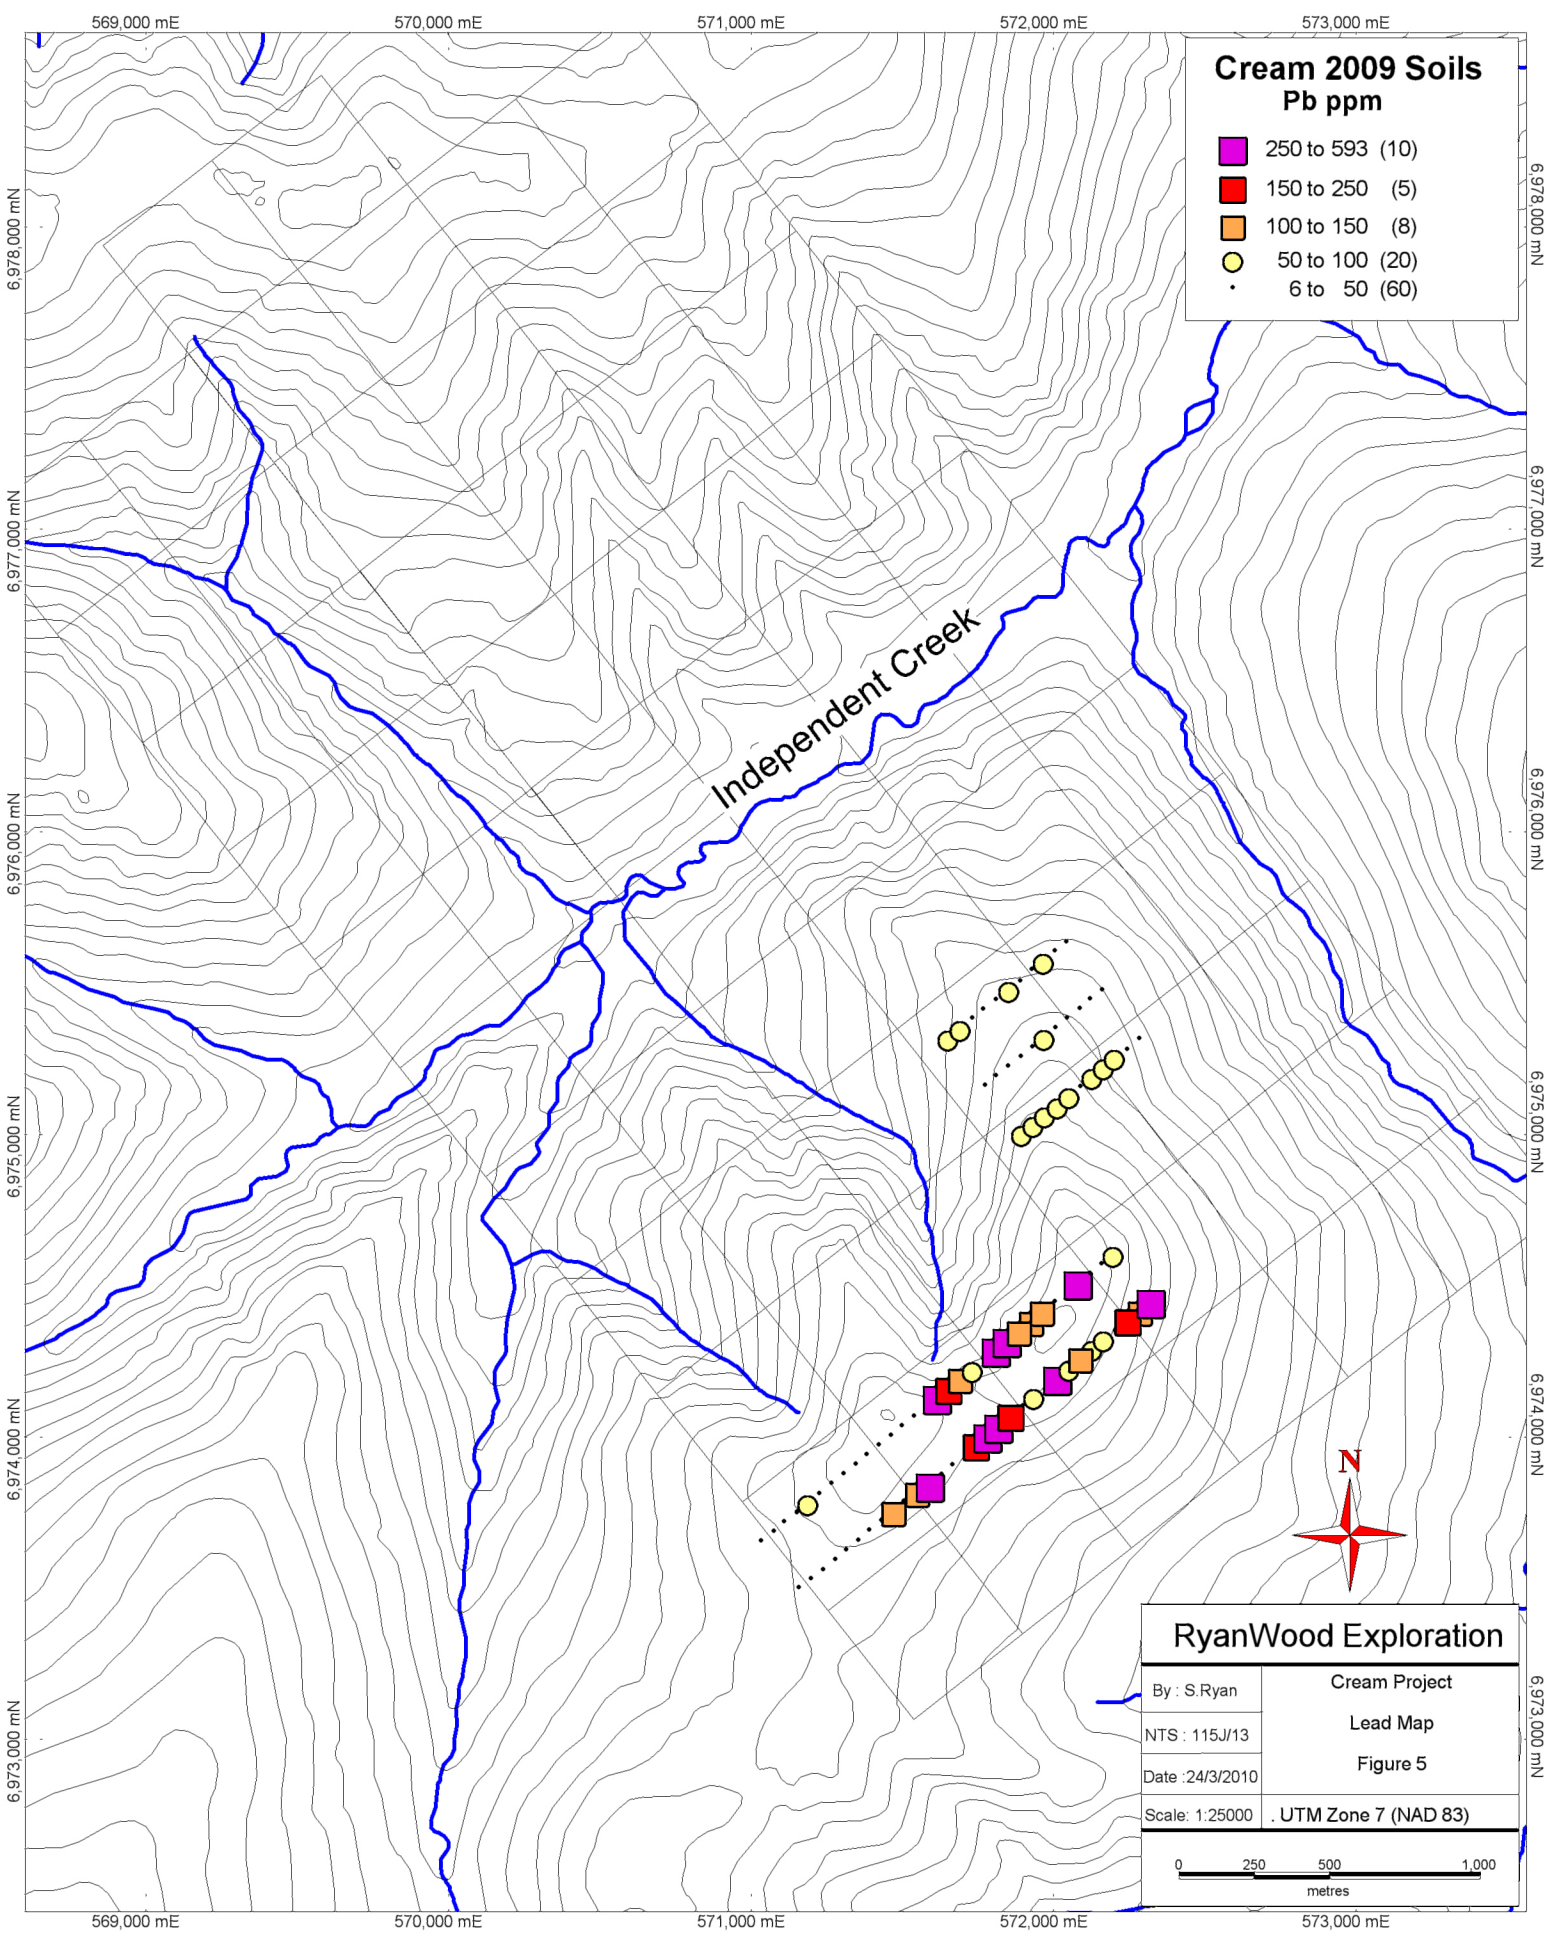 569,000 mE 570,000 mE 571,000 mE 572,000 mE 573,000 mE
Cream 2009 Soils
Pb ppm
250 to 593 (10)
150 to 250 (5)
100 to 150 (8)
50 to 100 (20)
6 to 50 (60)
6,978,000 mN
6,977,000 mN
6,976,000 mN
6,975,000 mN
6,974,000 mN
6,973,000 mN
6,978,000 mN
6,977,000 mN
6,976,000 mN
6,975,000 mN
6,974,000 mN
6,973,000 mN
Independent Creek
N
RyanWood Exploration
By : S.Ryan
NTS : 115J/13
Date :24/3/2010
Scale: 1:25000
Cream Project
Lead Map
Figure 5
. UTM Zone 7 (NAD 83)
0 250 500 1,000
metres
569,000 mE 570,000 mE 571,000 mE 572,000 mE 573,000 mE